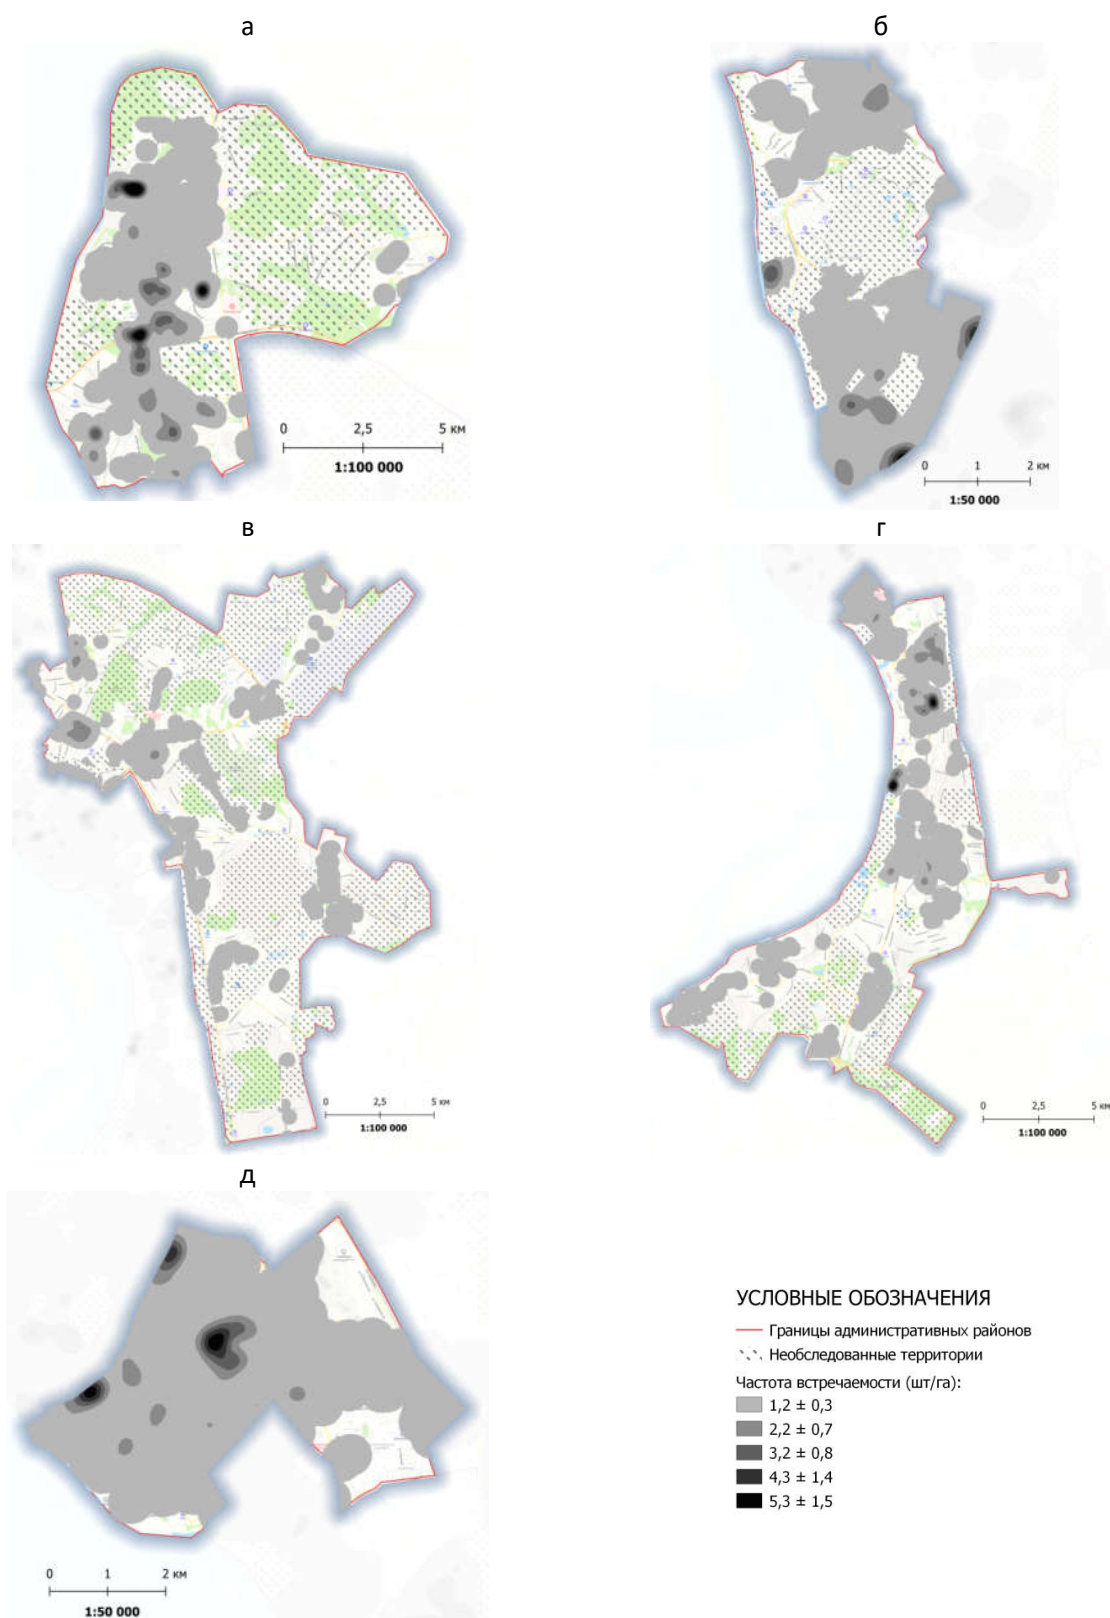 а
б
0 2,5 5 км
1:100 000
0 1 2 км
1:50 000
в
г
0 2,5 5 км
1:100 000
0 2,5 5 км
1:100 000
д
УСЛОВНЫЕ ОБОЗНАЧЕНИЯ
Границы административных районов
Необследованные территории
Частота встречаемости (шт/га):
1,2 ± 0,3
2,2 ± 0,7
3,2 ± 0,8
4,3 ± 1,4
5,3 ± 1,5
0 1 2 км
1:50 000